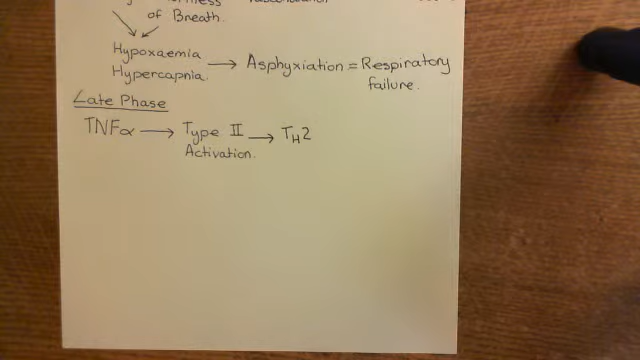 of Breath.
Hypoxaemia
Hypercapnia.
→ Asphyxiation = Respiratory
failure.
Late Phase
TNFα → Type II → TH2
Activation.